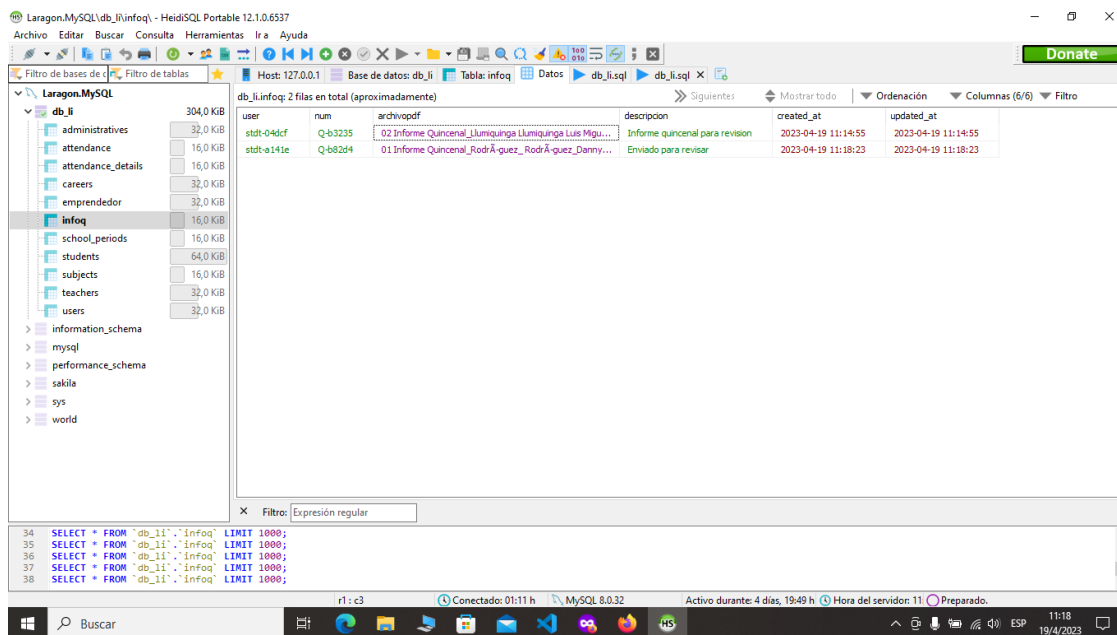 Laragon.MySQL\db_li\infoq\ - HeidiSQL Portable 12.1.0.6537
Archivo Editar Buscar Consulta Herramientas Ir a Ayuda
Donate
Filtro de bases de d Filtro de tablas
Host: 127.0.0.1 Base de datos: db_li Tabla: infoq Datos db_li.sql db_li.sql
Laragon.MySQL
db_li 304,0 KiB
administratives 32,0 KiB
attendance 16,0 KiB
attendance_details 16,0 KiB
careers 32,0 KiB
emprendedor 32,0 KiB
infoq 16,0 KiB
school_periods 16,0 KiB
students 64,0 KiB
subjects 16,0 KiB
teachers 32,0 KiB
users 32,0 KiB
information_schema
mysql
performance_schema
sakila
sys
world
db_li.infoq: 2 filas en total (aproximadamente) Siguientes Mostrar todo Ordenación Columnas (6/6) Filtro
user num archivopdf descripcion created_at updated_at
stdt-04dcf Q-b3235 02 Informe Quincenal_Llumiquinga Llumiquinga Luis Migu... Informe quincenal para revision 2023-04-19 11:14:55 2023-04-19 11:14:55
stdt-a141e Q-b82d4 01 Informe Quincenal_RodrÃ-guez_ RodrÃ-guez_Danny... Enviado para revisar 2023-04-19 11:18:23 2023-04-19 11:18:23
Filtro: Expresión regular
34 SELECT * FROM `db_li`.`infoq` LIMIT 1000;
35 SELECT * FROM `db_li`.`infoq` LIMIT 1000;
36 SELECT * FROM `db_li`.`infoq` LIMIT 1000;
37 SELECT * FROM `db_li`.`infoq` LIMIT 1000;
38 SELECT * FROM `db_li`.`infoq` LIMIT 1000;
r1 : c3 Conectado: 01:11 h MySQL 8.0.32 Activo durante: 4 días, 19:49 h Hora del servidor: 11: Preparado.
Buscar
ESP
11:18
19/4/2023